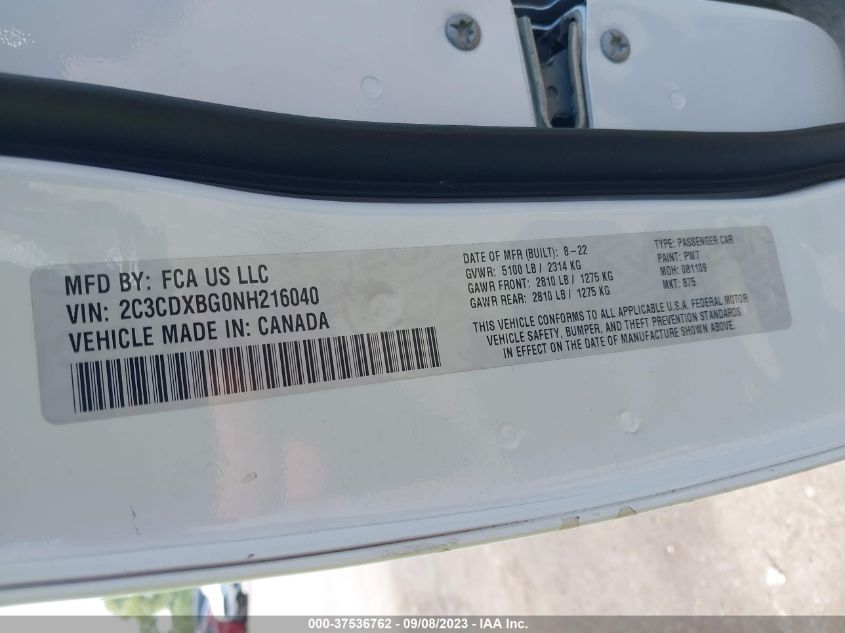 MFD BY: FCA US LLC
VIN: 2C3CDXBG0NH216040
VEHICLE MADE IN: CANADA
DATE OF MFR (BUILT): 8-22
GVWR: 5100 LB / 2314 KG
GAWR FRONT: 2810 LB / 1275 KG
GAWR REAR: 2810 LB / 1275 KG
TYPE: PASSENGER CAR
PAINT: PW7
MDH: 081109
MKT: 875
THIS VEHICLE CONFORMS TO ALL APPLICABLE U.S.A. FEDERAL MOTOR
VEHICLE SAFETY, BUMPER, AND THEFT PREVENTION STANDARDS
IN EFFECT ON THE DATE OF MANUFACTURE SHOWN ABOVE.
000-37536762 - 09/08/2023 - IAA Inc.